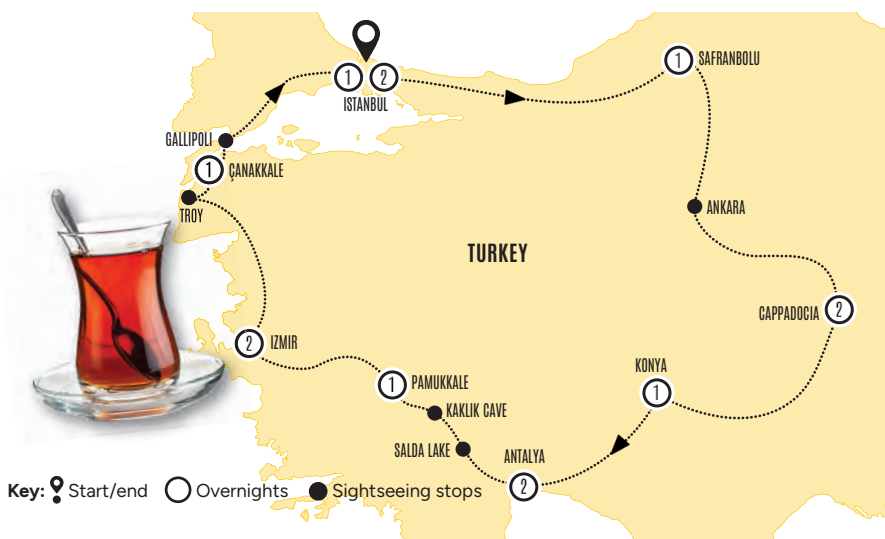 1
2
ISTANBUL
1
SAFRANBOLU
GALLIPOLI
1
ÇANAKKALE
TROY
ANKARA
TURKEY
2
CAPPADOCIA
2
IZMIR
KONYA
1
1
PAMUKKALE
KAKLIK CAVE
SALDA LAKE
ANTALYA
2
Key: Start/end Overnights Sightseeing stops